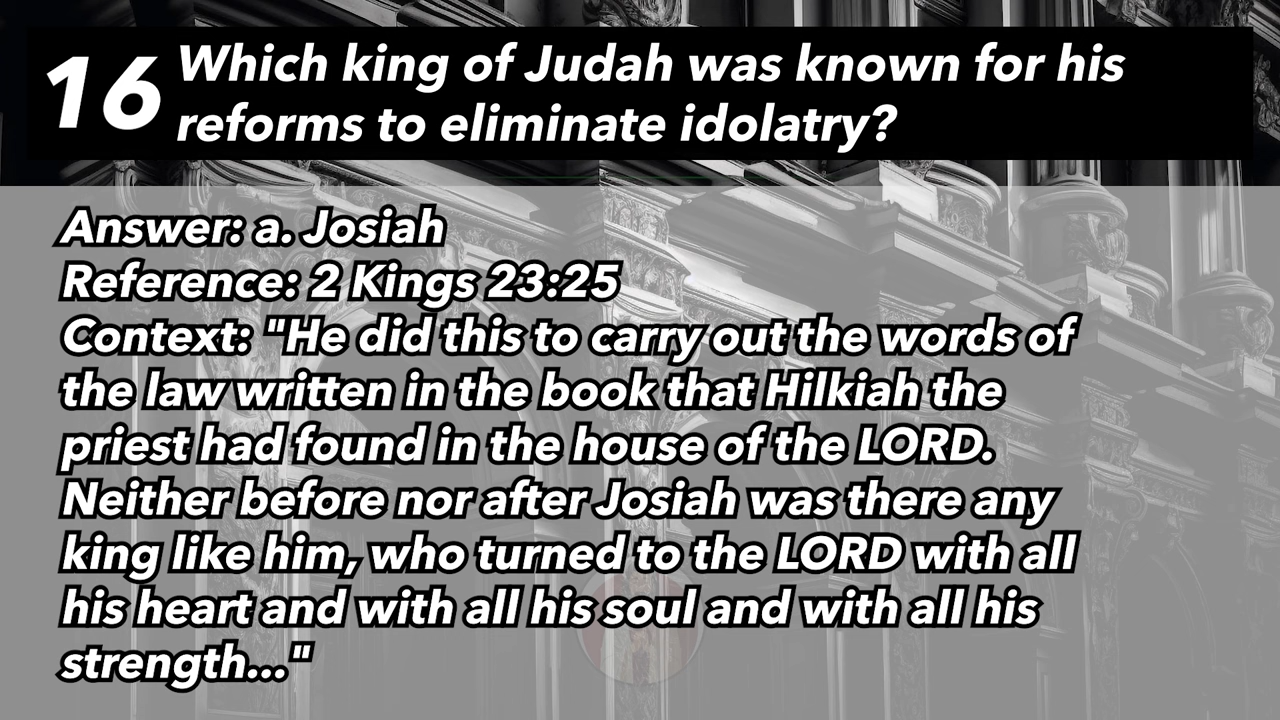 16 Which king of Judah was known for his
reforms to eliminate idolatry?
Answer: a. Josiah
Reference: 2 Kings 23:25
Context: "He did this to carry out the words of
the law written in the book that Hilkiah the
priest had found in the house of the LORD.
Neither before nor after Josiah was there any
king like him, who turned to the LORD with all
his heart and with all his soul and with all his
strength..."